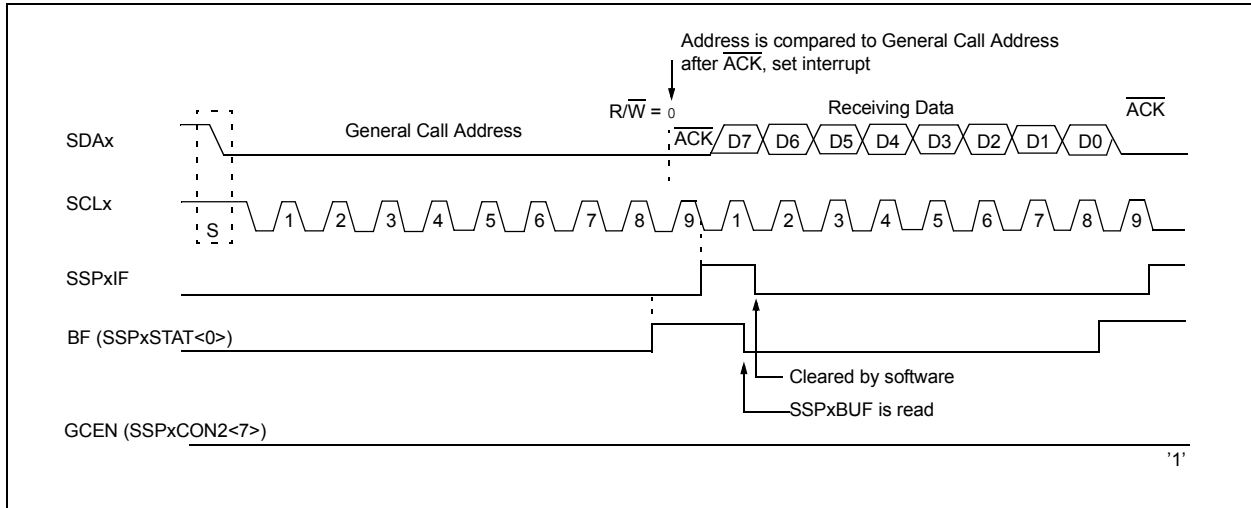 Address is compared to General Call Address
after ACK, set interrupt
R/W = 0
Receiving Data
ACK
SDAx
General Call Address
ACK D7 D6 D5 D4 D3 D2 D1 D0
SCLx
S 1 2 3 4 5 6 7 8 9 1 2 3 4 5 6 7 8 9
SSPxIF
BF (SSPxSTAT<0>)
Cleared by software
SSPxBUF is read
GCEN (SSPxCON2<7>)
'1'